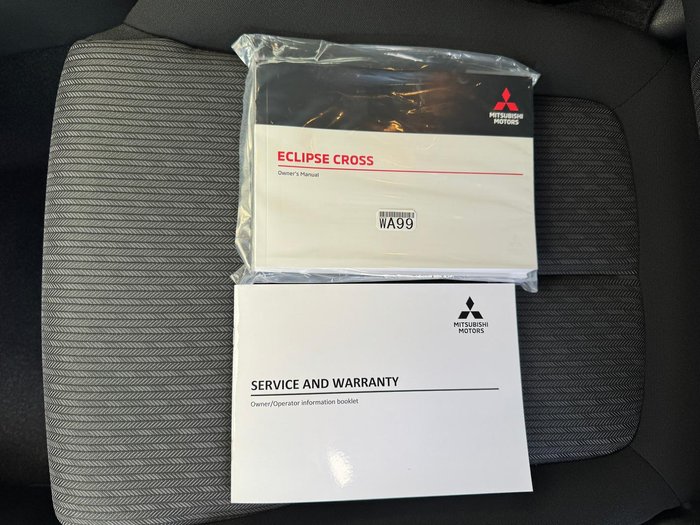 MITSUBISHI
MOTORS
ECLIPSE CROSS
Owner's Manual
WA99
MITSUBISHI
MOTORS
SERVICE AND WARRANTY
Owner/Operator information booklet